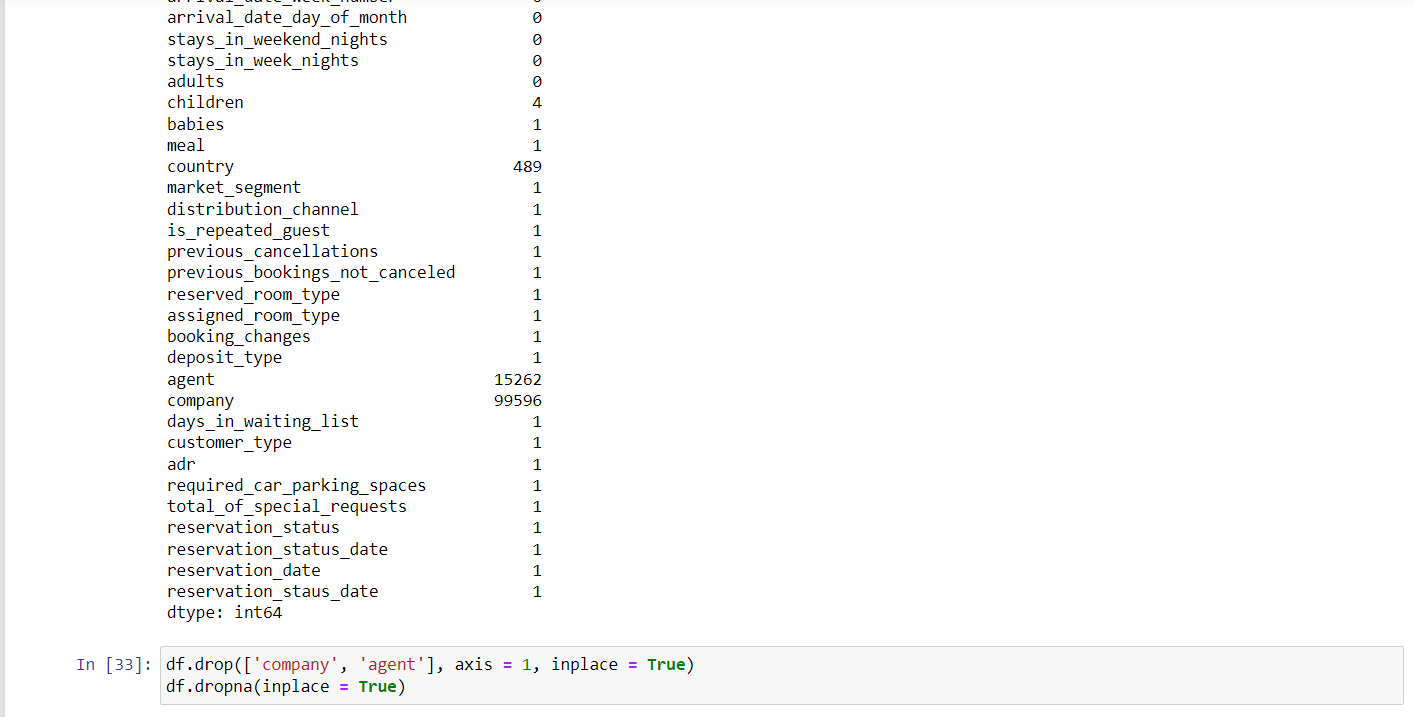 arrival_date_week_number 0
arrival_date_day_of_month 0
stays_in_weekend_nights 0
stays_in_week_nights 0
adults 0
children 4
babies 1
meal 1
country 489
market_segment 1
distribution_channel 1
is_repeated_guest 1
previous_cancellations 1
previous_bookings_not_canceled 1
reserved_room_type 1
assigned_room_type 1
booking_changes 1
deposit_type 1
agent 15262
company 99596
days_in_waiting_list 1
customer_type 1
adr 1
required_car_parking_spaces 1
total_of_special_requests 1
reservation_status 1
reservation_status_date 1
reservation_date 1
reservation_staus_date 1
dtype: int64
In [33]: df.drop(['company', 'agent'], axis = 1, inplace = True)
df.dropna(inplace = True)